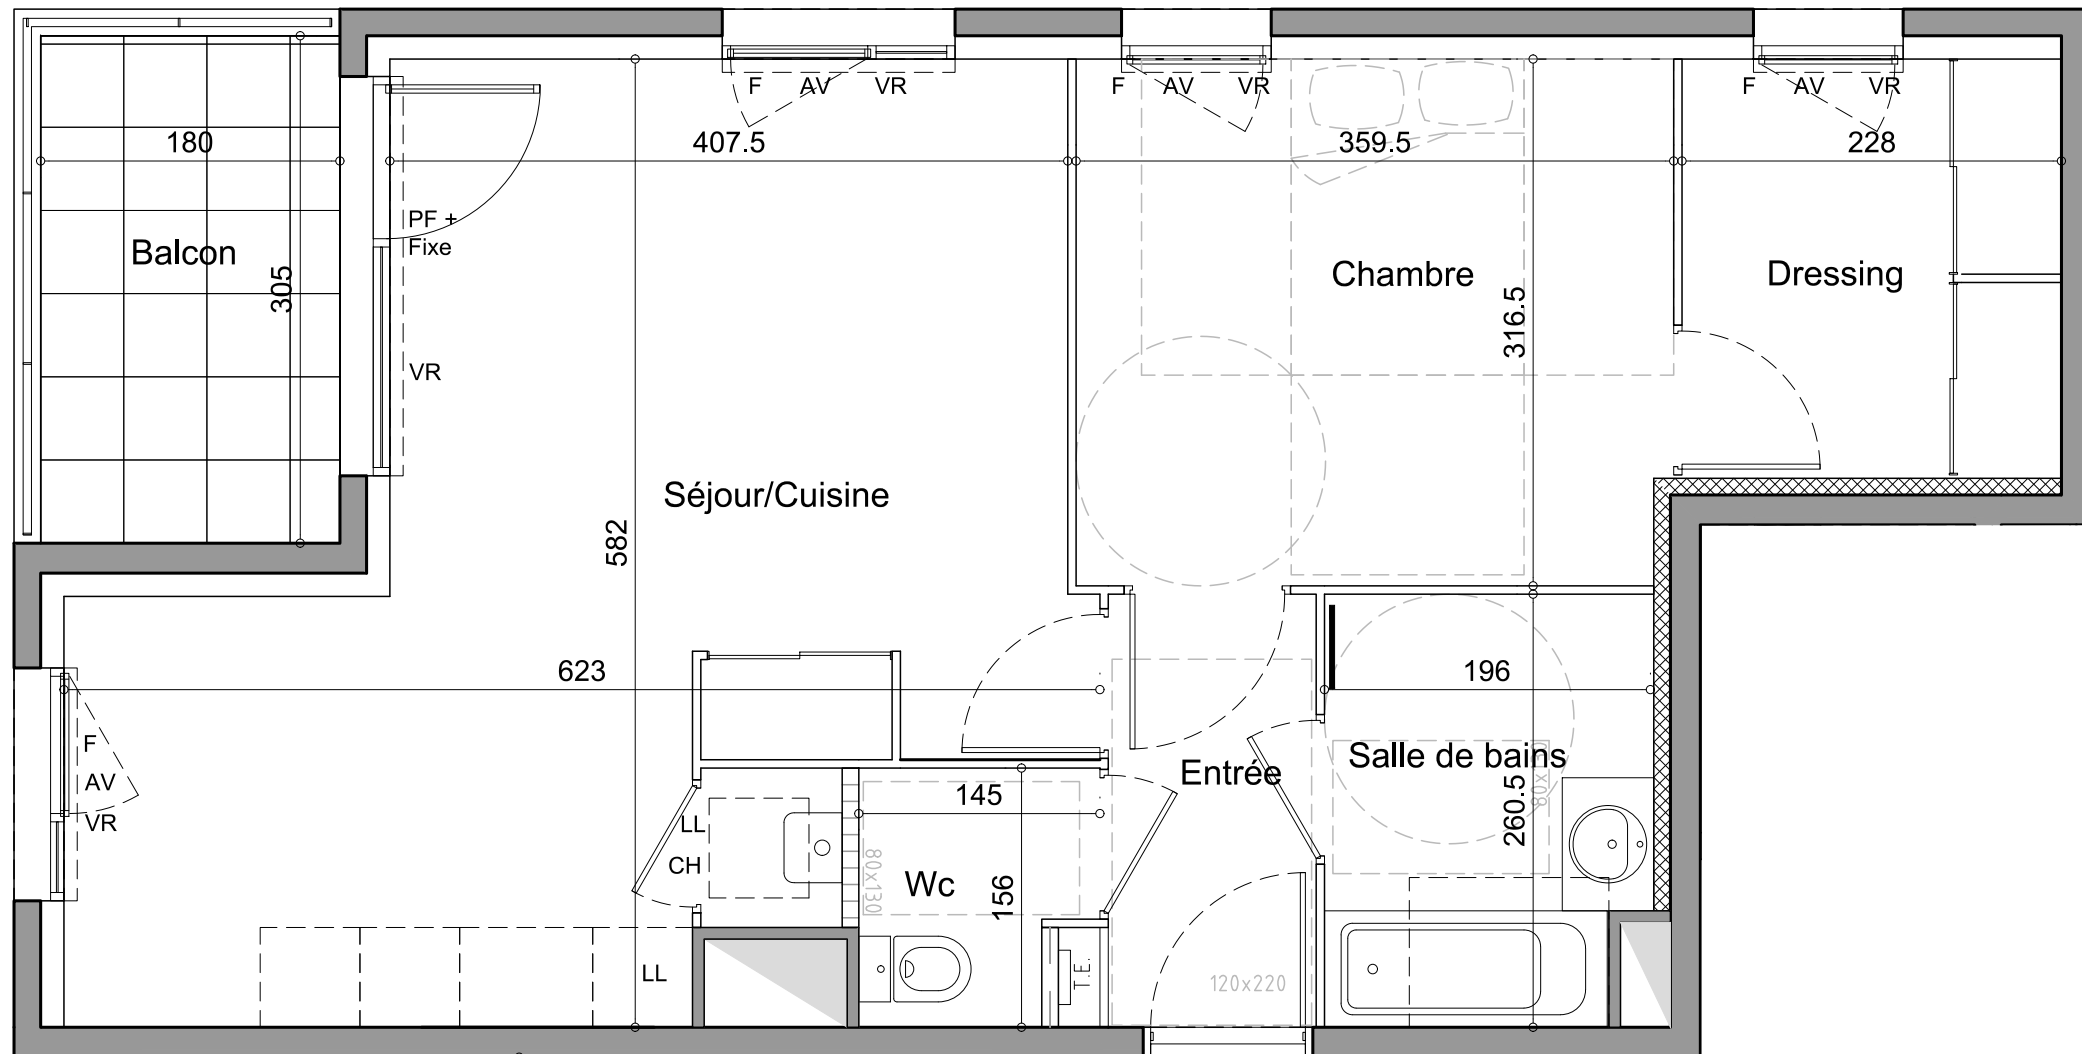 F AV VR
F AV VR
F AV VR
180
407.5
359.5
228
PF +
Fixe
Balcon
305
Chambre
Dressing
316.5
VR
Séjour/Cuisine
582
623
196
F
AV
VR
Entrée
Salle de bains
80x130
260.5
145
LL
CH
80x130
Wc
156
LL
T.E.
120x220